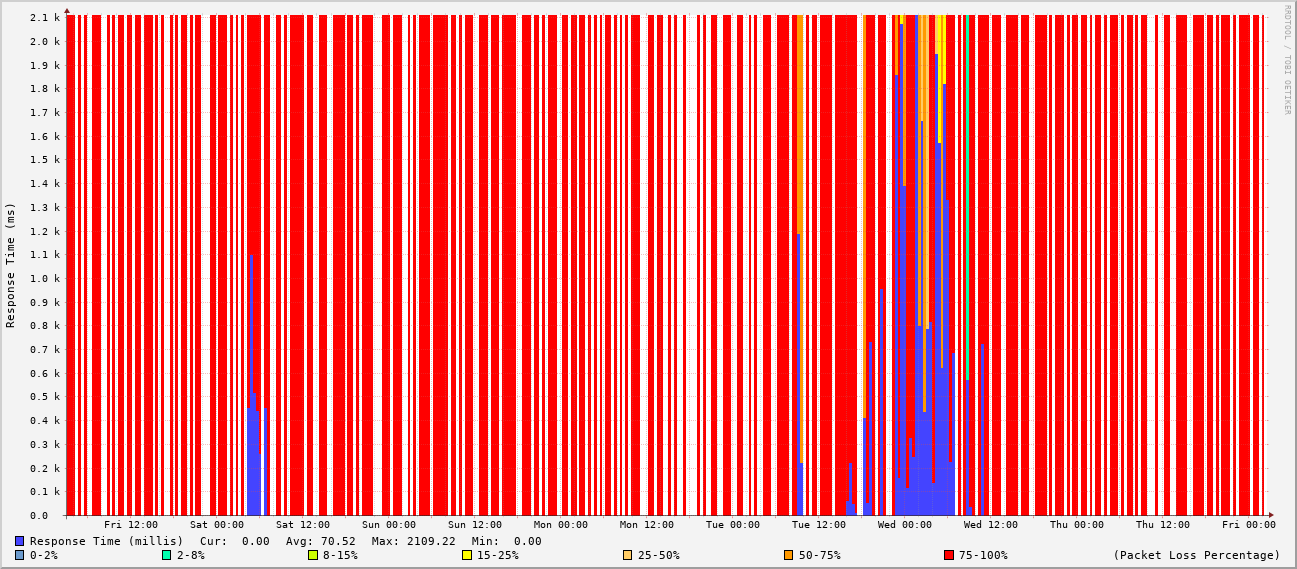 2.1 k
2.0 k
1.9 k
1.8 k
1.7 k
1.6 k
1.5 k
1.4 k
1.3 k
1.2 k
1.1 k
1.0 k
0.9 k
0.8 k
0.7 k
0.6 k
0.5 k
0.4 k
0.3 k
0.2 k
0.1 k
0.0
Response Time (ms)
RRDTOOL / TOBI OETIKER
Fri 12:00 Sat 00:00 Sat 12:00 Sun 00:00 Sun 12:00 Mon 00:00 Mon 12:00 Tue 00:00 Tue 12:00 Wed 00:00 Wed 12:00 Thu 00:00 Thu 12:00 Fri 00:00
Response Time (millis) Cur: 0.00 Avg: 70.52 Max: 2109.22 Min: 0.00
0-2% 2-8% 8-15% 15-25% 25-50% 50-75% 75-100% (Packet Loss Percentage)